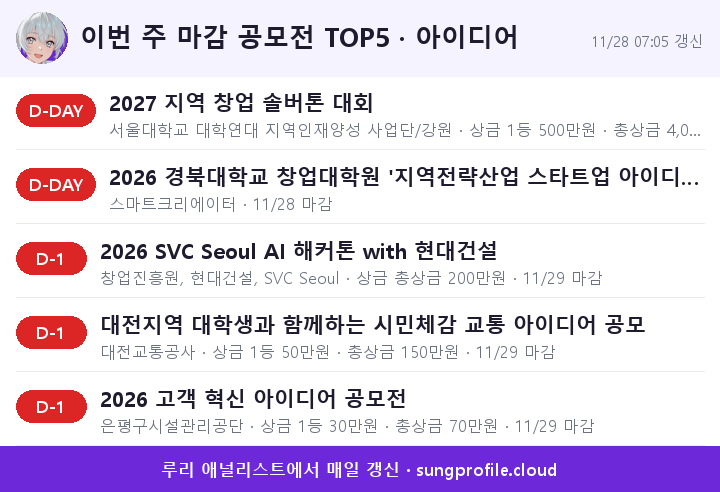 이번 주 마감 공모전 TOP5 · 아이디어
11/28 07:05 갱신
D-DAY
2027 지역 창업 솔버톤 대회
서울대학교 대학연대 지역인재양성 사업단/강원 · 상금 1등 500만원 · 총상금 4,0...
D-DAY
2026 경북대학교 창업대학원 '지역전략산업 스타트업 아이디...
스마트크리에이터 · 11/28 마감
D-1
2026 SVC Seoul AI 해커톤 with 현대건설
창업진흥원, 현대건설, SVC Seoul · 상금 총상금 200만원 · 11/29 마감
D-1
대전지역 대학생과 함께하는 시민체감 교통 아이디어 공모
대전교통공사 · 상금 1등 50만원 · 총상금 150만원 · 11/29 마감
D-1
2026 고객 혁신 아이디어 공모전
은평구시설관리공단 · 상금 1등 30만원 · 총상금 70만원 · 11/29 마감
루리 애널리스트에서 매일 갱신 · sungprofile.cloud